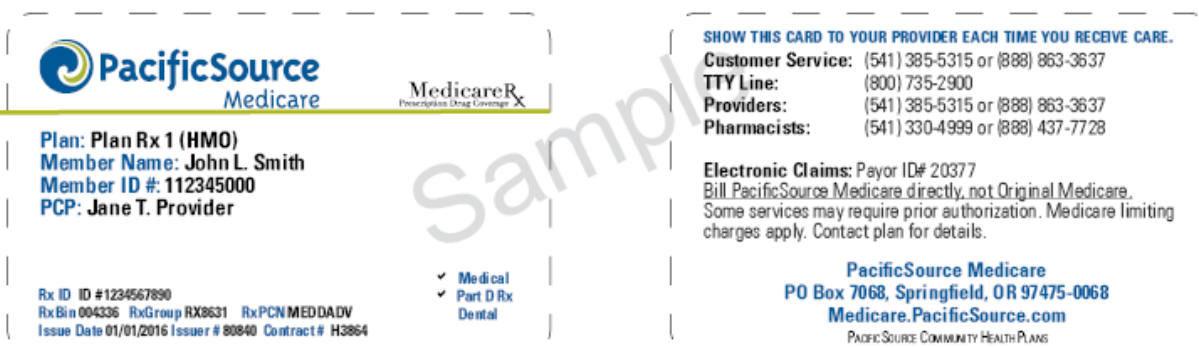 PacificSource
Medicare
MedicareRx
Prescription Drug Coverage
Plan: Plan Rx 1 (HMO)
Member Name: John L. Smith
Member ID #: 112345000
PCP: Jane T. Provider
✓ Medical
✓ Part D Rx
Dental
Rx ID ID #1234567890
RxBin 004336 RxGroup RX8631 RxPCN MEDDADV
Issue Date 01/01/2016 Issuer # 80840 Contract # H3864
Sample
SHOW THIS CARD TO YOUR PROVIDER EACH TIME YOU RECEIVE CARE.
Customer Service: (541) 385-5315 or (888) 863-3637
TTY Line: (800) 735-2900
Providers: (541) 385-5315 or (888) 863-3637
Pharmacists: (541) 330-4999 or (888) 437-7728
Electronic Claims: Payor ID# 20377
Bill PacificSource Medicare directly, not Original Medicare.
Some services may require prior authorization. Medicare limiting
charges apply. Contact plan for details.
PacificSource Medicare
PO Box 7068, Springfield, OR 97475-0068
Medicare.PacificSource.com
PACIFICSOURCE COMMUNITY HEALTH PLANS